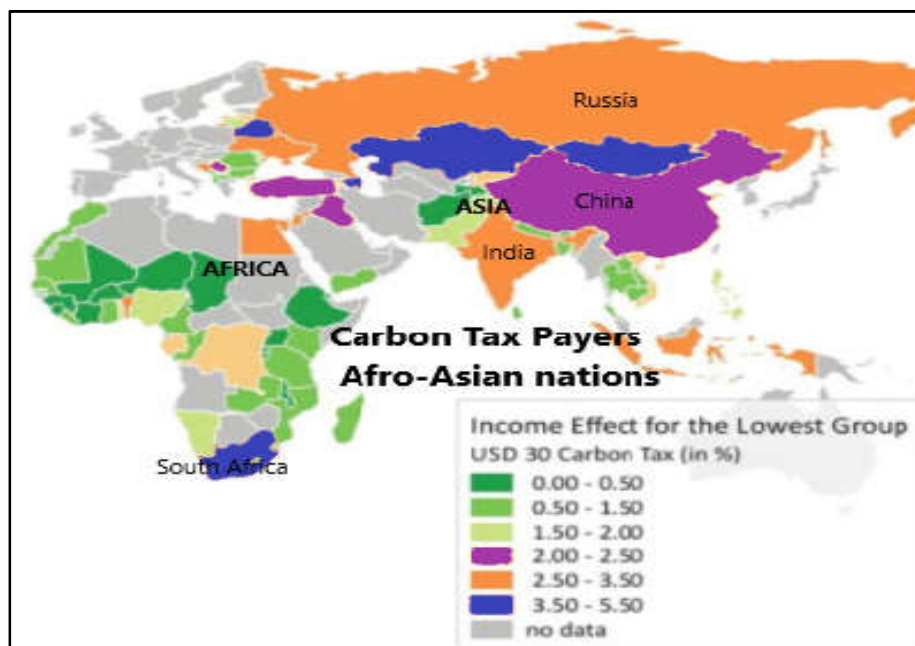 Russia
China
ASIA
India
AFRICA
Carbon Tax Payers
Afro-Asian nations
South Africa
Income Effect for the Lowest Group
USD 30 Carbon Tax (in %)
0.00 - 0.50
0.50 - 1.50
1.50 - 2.00
2.00 - 2.50
2.50 - 3.50
3.50 - 5.50
no data